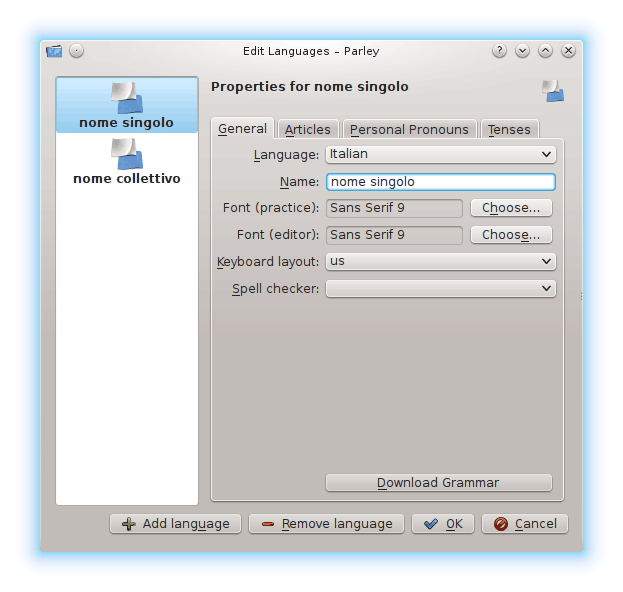 Edit Languages – Parley
?
nome singolo
nome collettivo
Properties for nome singolo
General Articles Personal Pronouns Tenses
Language: Italian
Name: nome singolo
Font (practice): Sans Serif 9 Choose...
Font (editor): Sans Serif 9 Choose...
Keyboard layout: us
Spell checker:
Download Grammar
Add language Remove language OK Cancel